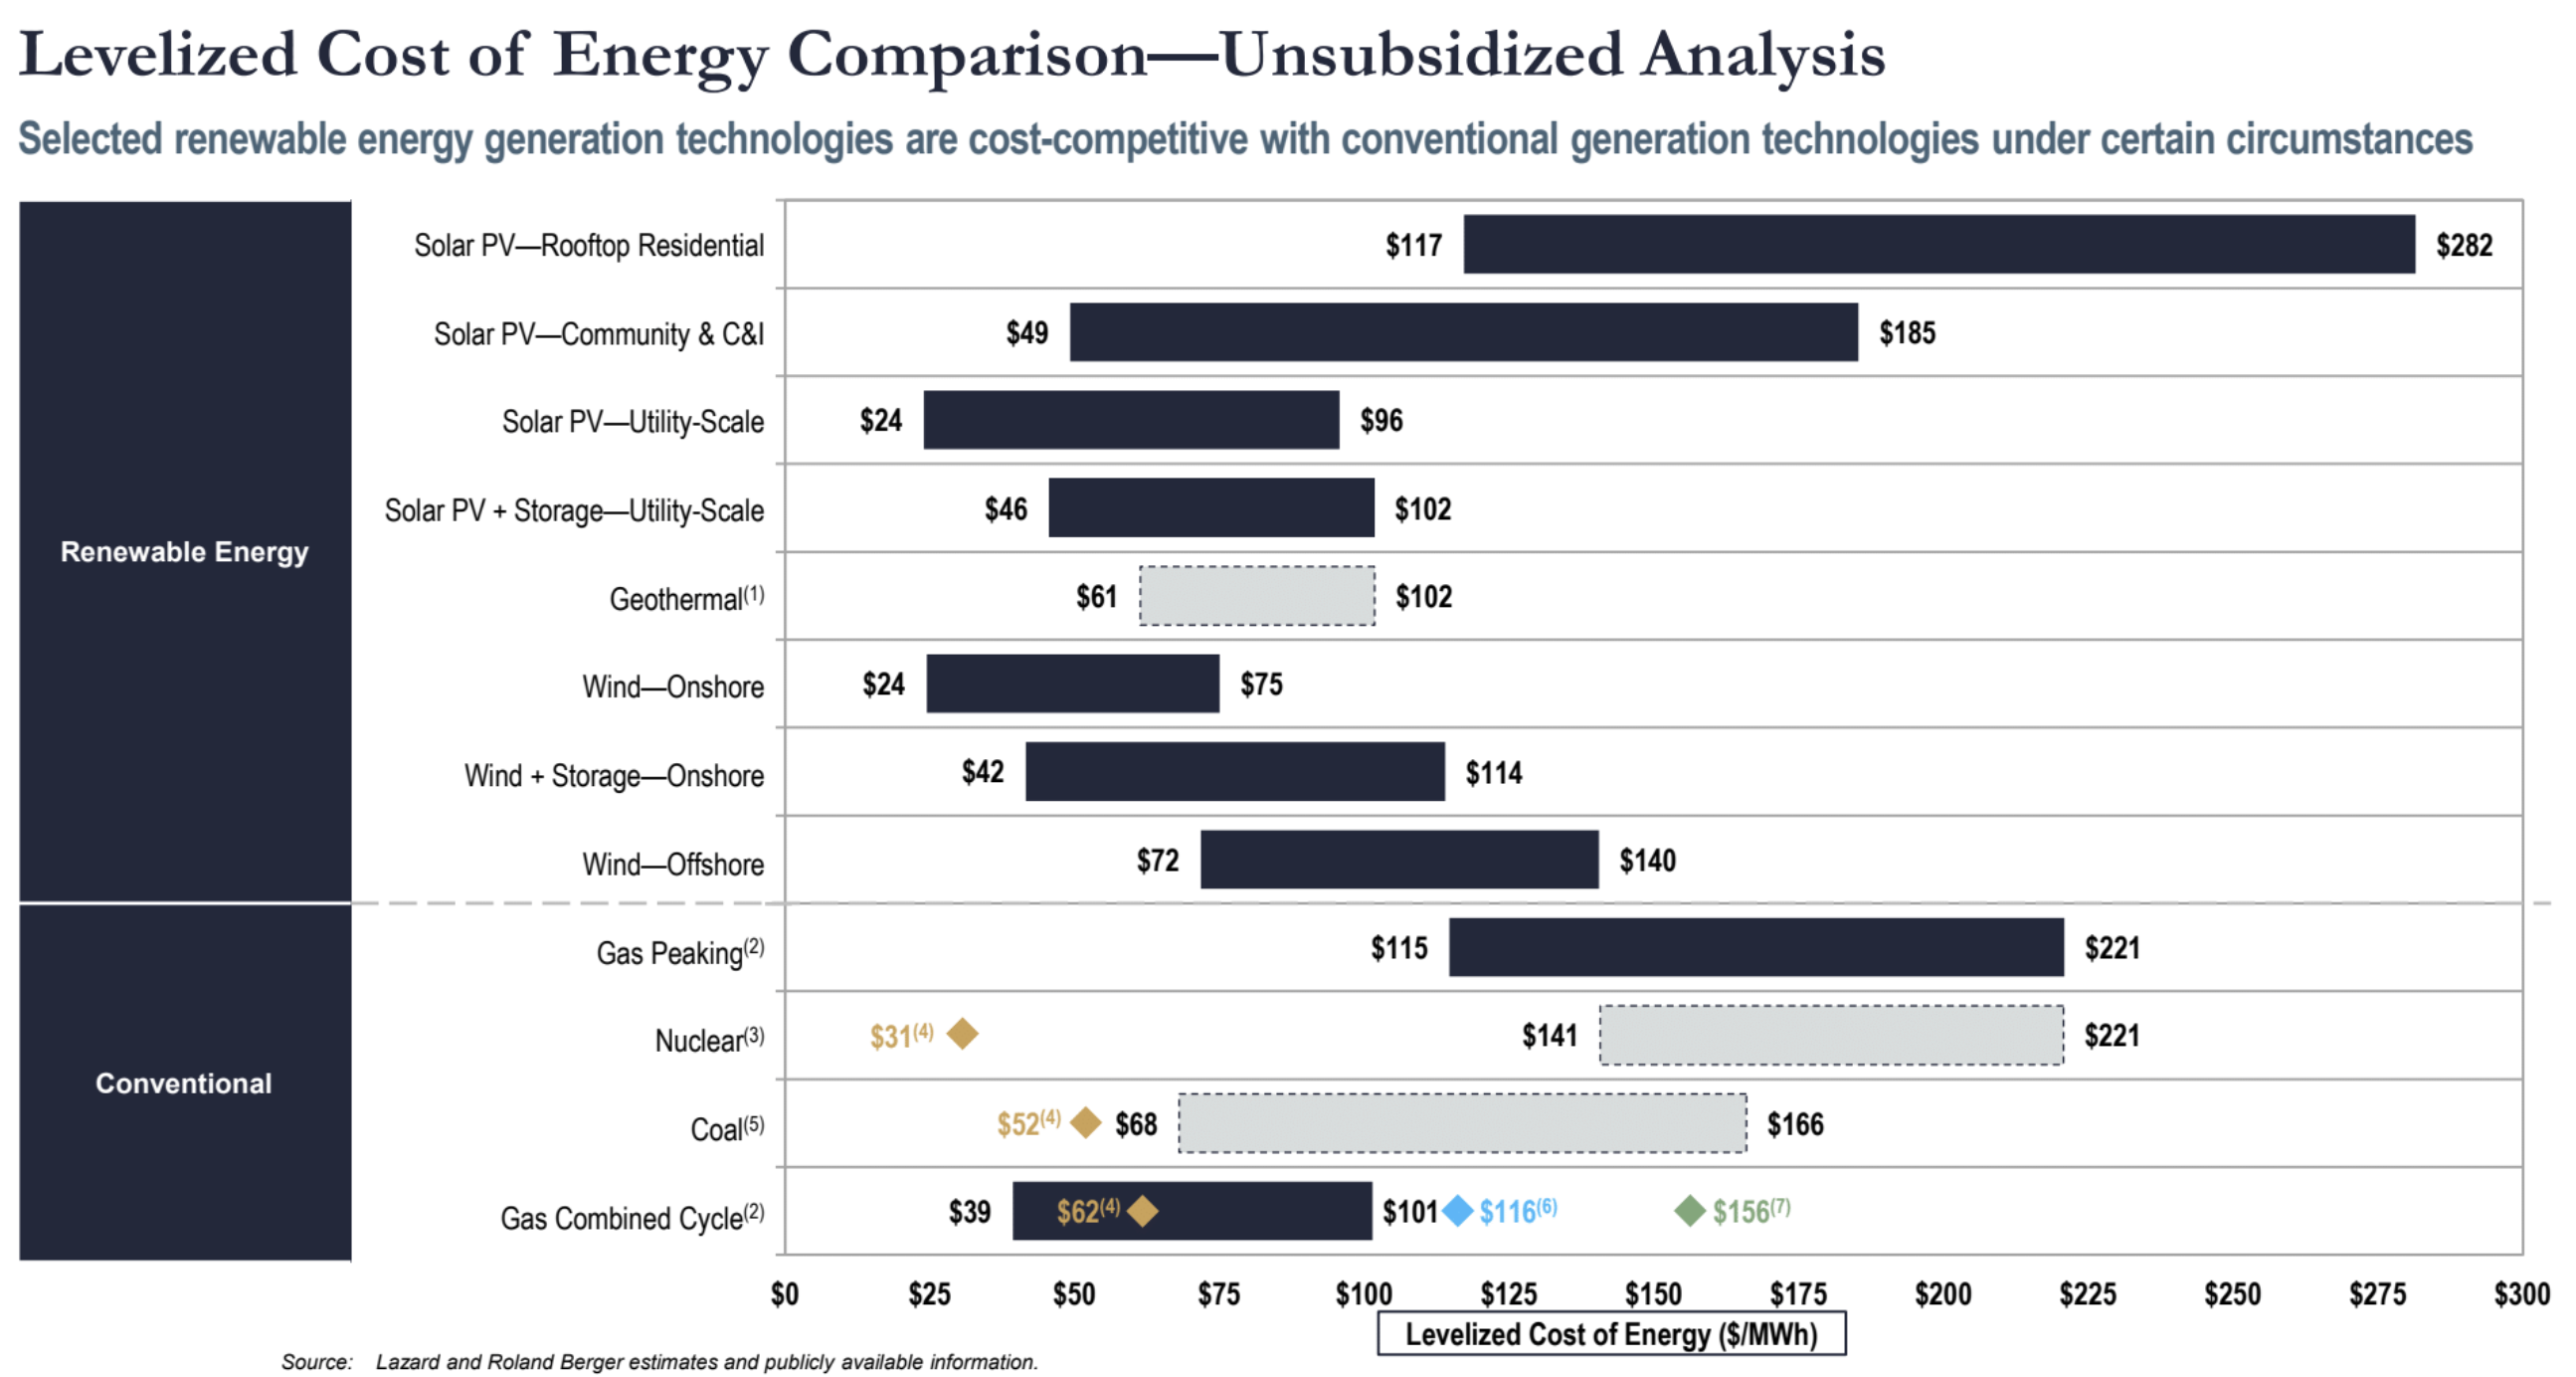 Levelized Cost of Energy Comparison—Unsubsidized Analysis
Selected renewable energy generation technologies are cost-competitive with conventional generation technologies under certain circumstances
Renewable Energy
Solar PV—Rooftop Residential $117 $282
Solar PV—Community & C&I $49 $185
Solar PV—Utility-Scale $24 $96
Solar PV + Storage—Utility-Scale $46 $102
Geothermal(1) $61 $102
Wind—Onshore $24 $75
Wind + Storage—Onshore $42 $114
Wind—Offshore $72 $140
Conventional
Gas Peaking(2) $115 $221
Nuclear(3) $31(4) $141 $221
Coal(5) $52(4) $68 $166
Gas Combined Cycle(2) $39 $62(4) $101 $116(6) $156(7)
$0 $25 $50 $75 $100 $125 $150 $175 $200 $225 $250 $275 $300
Levelized Cost of Energy ($/MWh)
Source: Lazard and Roland Berger estimates and publicly available information.